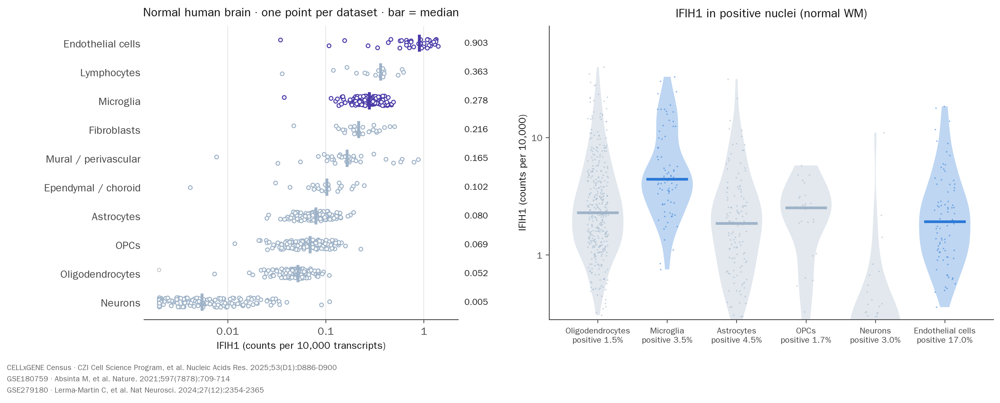 Normal human brain · one point per dataset · bar = median
Endothelial cells
0.903
Lymphocytes
0.363
Microglia
0.278
Fibroblasts
0.216
Mural / perivascular
0.165
Ependymal / choroid
0.102
Astrocytes
0.080
OPCs
0.069
Oligodendrocytes
0.052
Neurons
0.005
0.01
0.1
1
IFIH1 (counts per 10,000 transcripts)
IFIH1 in positive nuclei (normal WM)
IFIH1 (counts per 10,000)
10
1
Oligodendrocytes
positive 1.5%
Microglia
positive 3.5%
Astrocytes
positive 4.5%
OPCs
positive 1.7%
Neurons
positive 3.0%
Endothelial cells
positive 17.0%
CELLxGENE Census · CZI Cell Science Program, et al. Nucleic Acids Res. 2025;53(D1):D886-D900
GSE180759 · Absinta M, et al. Nature. 2021;597(7878):709-714
GSE279180 · Lerma-Martin C, et al. Nat Neurosci. 2024;27(12):2354-2365